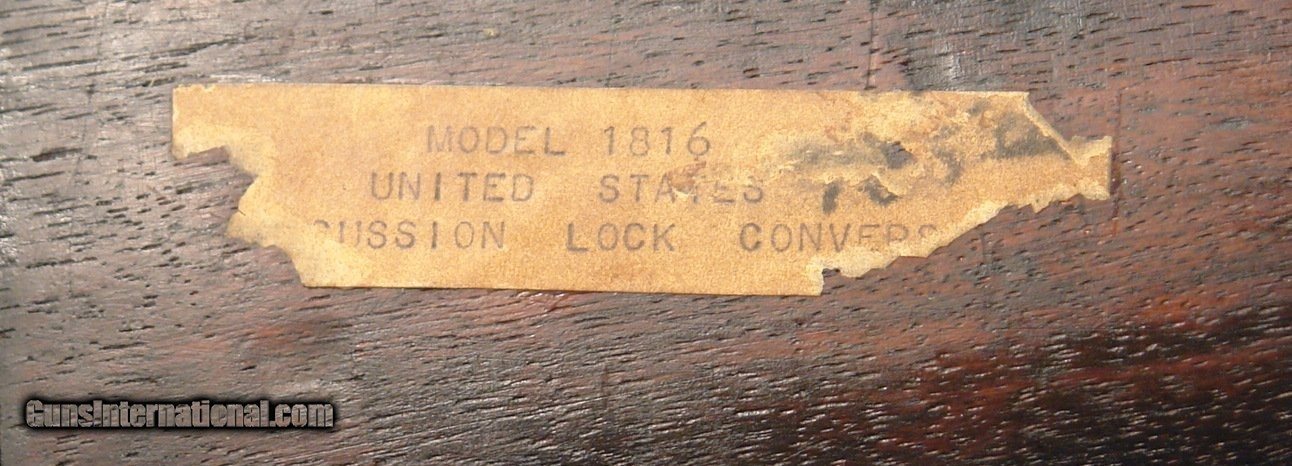 MODEL 1816
UNITED STATES
CUSSION LOCK CONVERS
GunsInternational.com